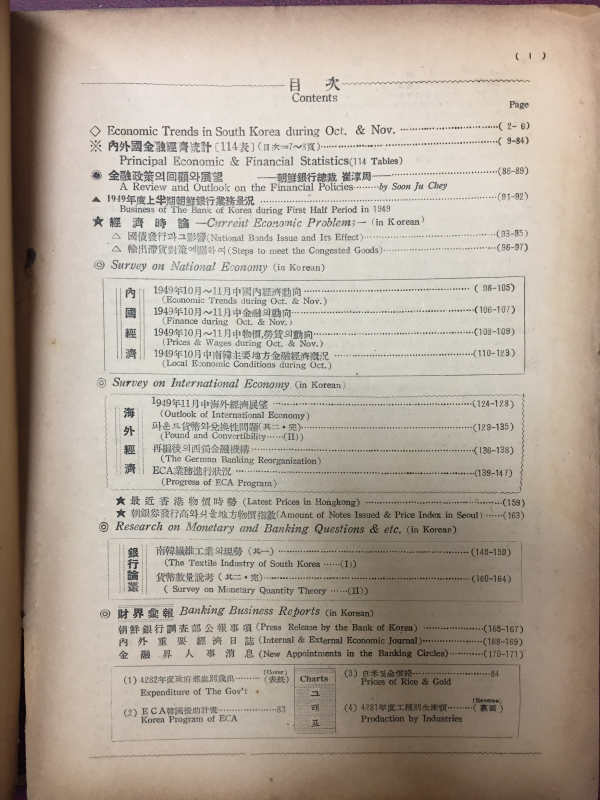 ( 1 )
目 次
Contents
Page
◇ Economic Trends in South Korea during Oct. & Nov. ( 2- 6)
※ 內外國金融經濟統計〔114表〕(目次=7~8頁) ( 9-84)
Principal Economic & Financial Statistics(114 Tables)
◉ 金融政策의回顧와展望 ―朝鮮銀行總裁 崔淳周― (86-89)
A Review and Outlook on the Financial Policies……by Soon Ju Chey
▲ 1949年度上半期朝鮮銀行業務景況 (91-92)
Business of The Bank of Korea during First Half Period in 1949
★ 經 濟 時 論 ―Current Economic Problems― (in Korean)
△ 國債發行과그影響(National Bonds Issue and Its Effect) (93-95)
△ 輸出滯貨對策에關하여(Steps to meet the Congested Goods) (96-97)
◎ Survey on National Economy (in Korean)
內國經濟
1949年10月~11月中國內經濟動向 ( 98-105)
(Economic Trends during Oct. & Nov.)
1949年10月~11月中金融의動向 (106-107)
(Finance during Oct. & Nov.)
1949年10月~11月中物價,勞賃의動向 (108-109)
(Prices & Wages during Oct. & Nov.)
1949年10月中南韓主要地方金融經濟槪況 (110-123)
(Local Economic Conditions during Oct.)
◎ Survey on International Economy (in Korean)
海外經濟
1949年11月中海外經濟展望 (124-128)
(Outlook of International Economy)
파운드貨幣와兌換性問題(其二・完) (129-135)
(Pound and Convertibility……(II))
再編後의西獨金融機構 (136-138)
(The German Banking Reorganization)
ECA業務進行狀況 (139-147)
(Progress of ECA Program)
★ 最近香港物價時勢 (Latest Prices in Hongkong) (159)
★ 朝銀券發行高와서울地方物價指數(Amount of Notes Issued & Price Index in Seoul) (163)
◎ Research on Monetary and Banking Questions & etc. (in Korean)
銀行論叢
南韓纖維工業의現勢 (其一) (148-159)
(The Textile Industry of South Korea ……(I))
貨幣數量說考 (其二・完) (160-164)
( Survey on Monetary Quantity Theory ……(II))
◎ 財界彙報 Banking Business Reports (in Korean)
朝鮮銀行調査部公報事項(Press Release by the Bank of Korea) (165-167)
內外重要經濟日誌(Internal & External Economic Journal) (168-169)
金融界人事消息(New Appointments in the Banking Circles) (170-171)
Charts
그래프
(1) 4282年度政府部處別歲出 (Cover) (表紙)
Expenditure of The Gov't
(2) ECA韓國援助計畫 83
Korea Program of ECA
(3) 白米및金價格 84
Prices of Rice & Gold
(4) 4281年度工種別生産額 (Reverse) (裏面)
Production by Industries